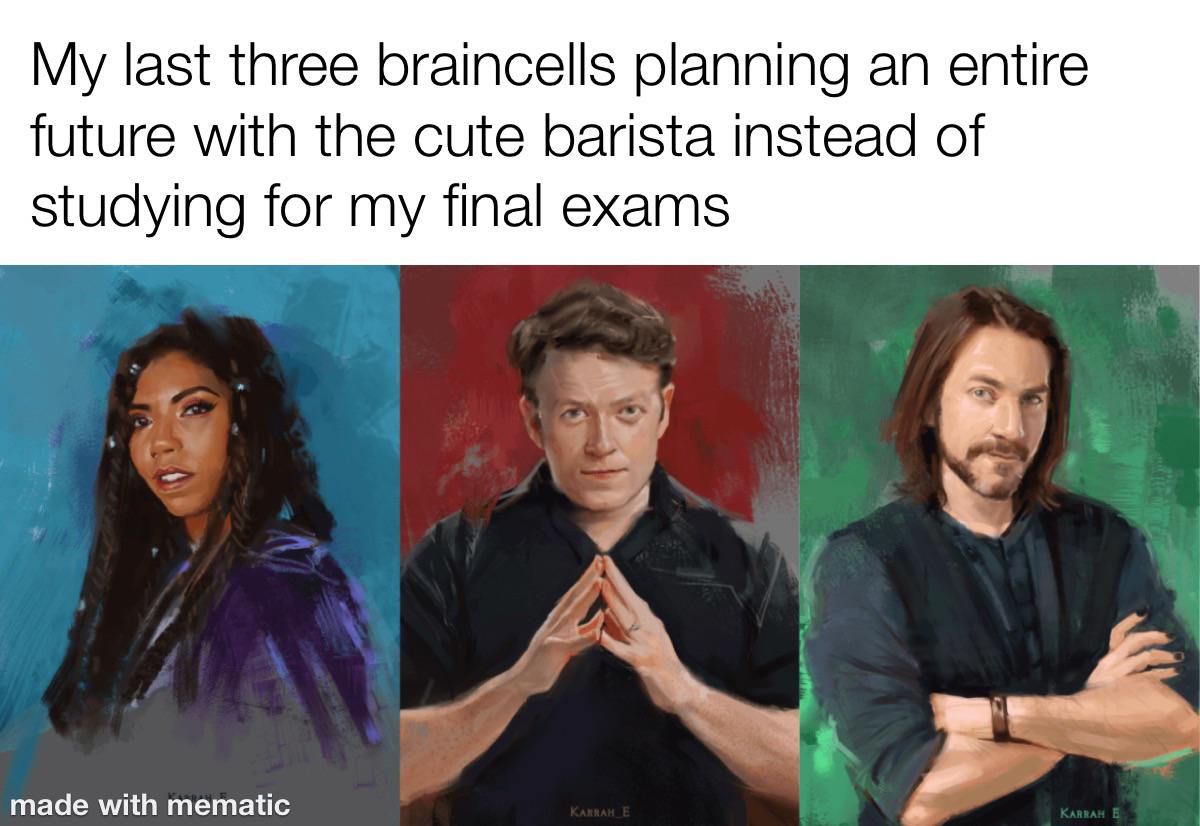 My last three braincells planning an entire
future with the cute barista instead of
studying for my final exams
KARRAH_E
KARRAH_E
KARRAH E
made with mematic